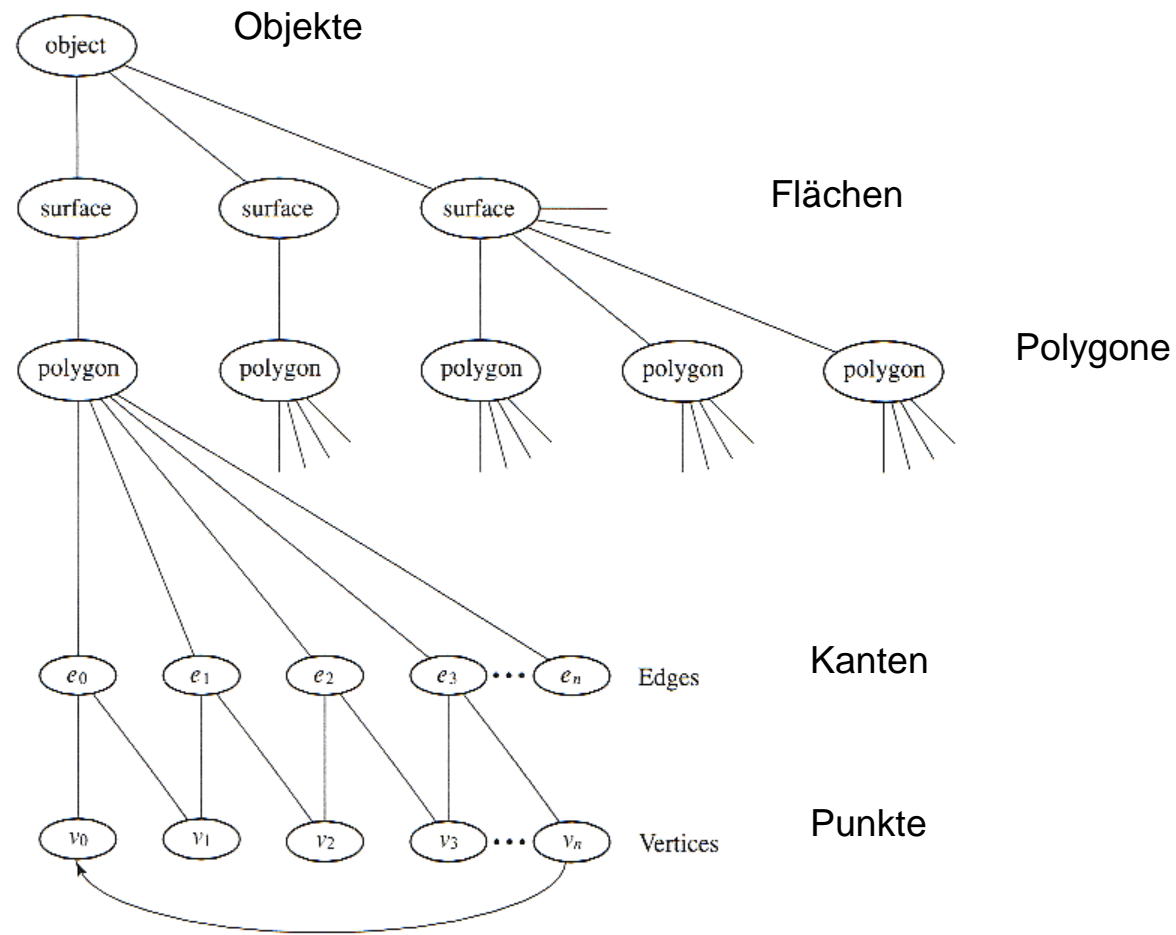 Objekte
object
surface surface surface Flächen
Polygone
polygon polygon polygon polygon polygon
e0 e1 e2 e3 ••• en Edges Kanten
v0 v1 v2 v3 ••• vn Vertices Punkte